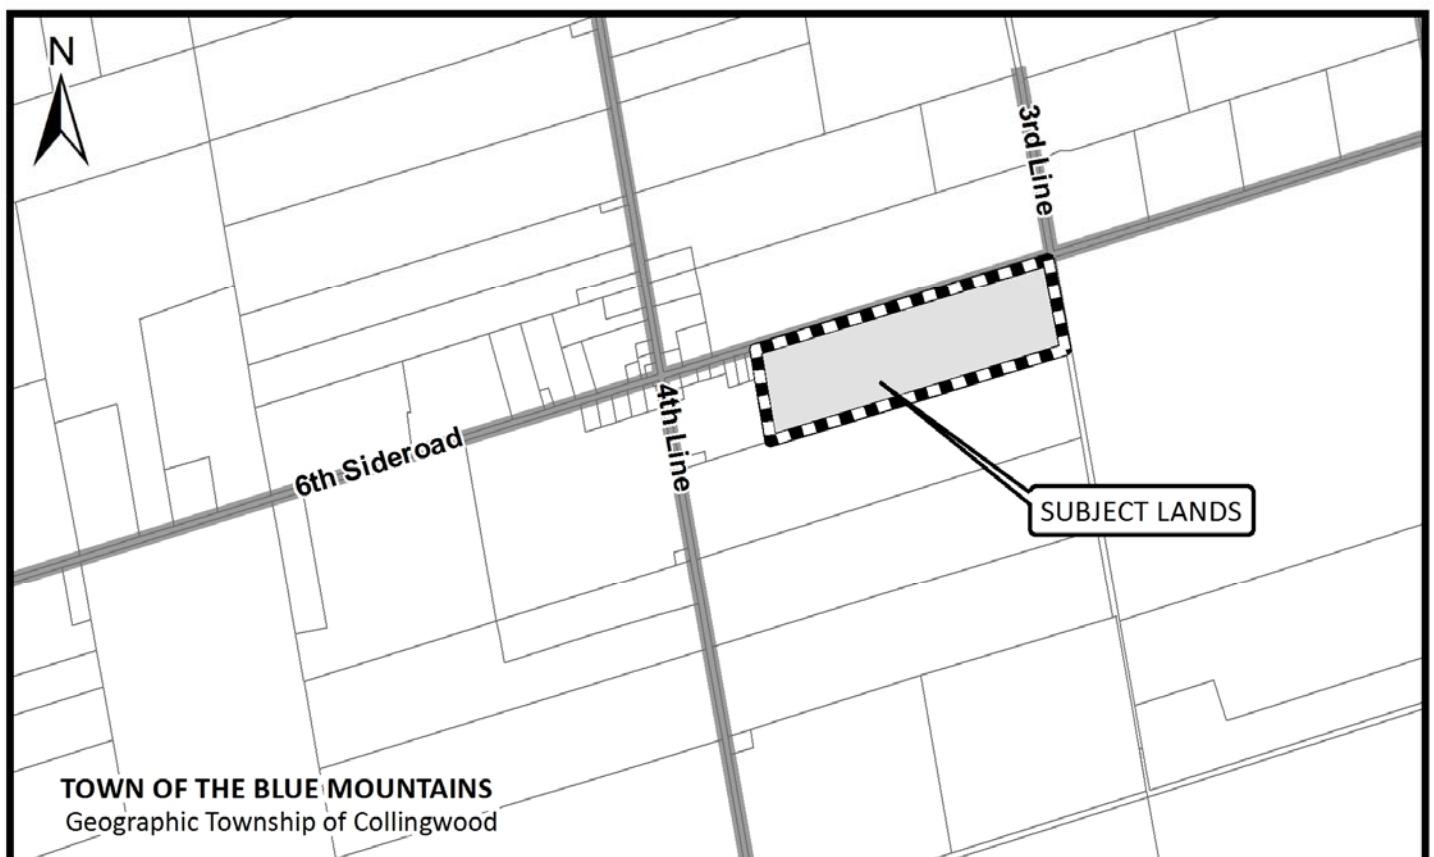 N
3rd Line
4th Line
6th Sideroad
SUBJECT LANDS
TOWN OF THE BLUE MOUNTAINS
Geographic Township of Collingwood